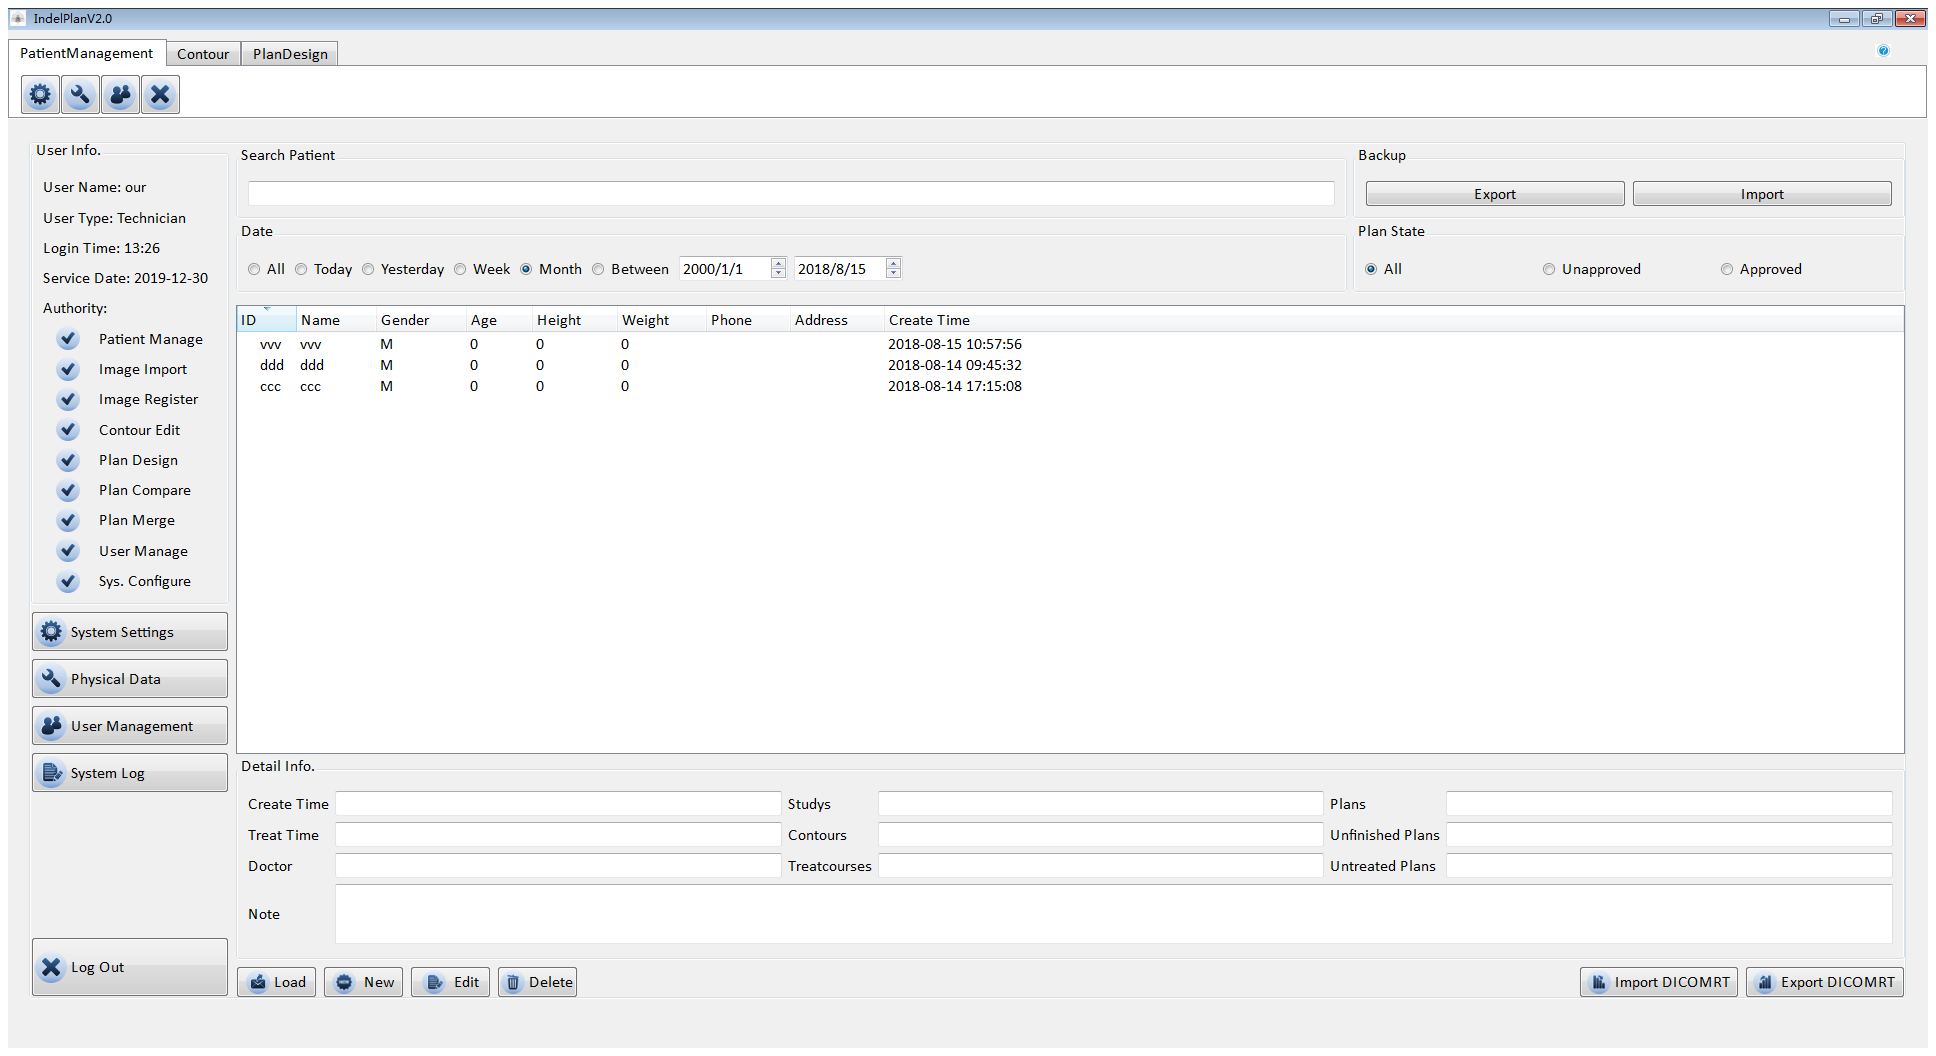 IndelPlanV2.0
PatientManagement Contour PlanDesign
User Info.
User Name: our
User Type: Technician
Login Time: 13:26
Service Date: 2019-12-30
Authority:
Patient Manage
Image Import
Image Register
Contour Edit
Plan Design
Plan Compare
Plan Merge
User Manage
Sys. Configure
System Settings
Physical Data
User Management
System Log
Log Out
Search Patient
Backup
Export Import
Date
All Today Yesterday Week Month Between 2000/1/1 2018/8/15
Plan State
All Unapproved Approved
ID Name Gender Age Height Weight Phone Address Create Time
vvv vvv M 0 0 0 2018-08-15 10:57:56
ddd ddd M 0 0 0 2018-08-14 09:45:32
ccc ccc M 0 0 0 2018-08-14 17:15:08
Detail Info.
Create Time Studys Plans
Treat Time Contours Unfinished Plans
Doctor Treatcourses Untreated Plans
Note
Load New Edit Delete Import DICOMRT Export DICOMRT